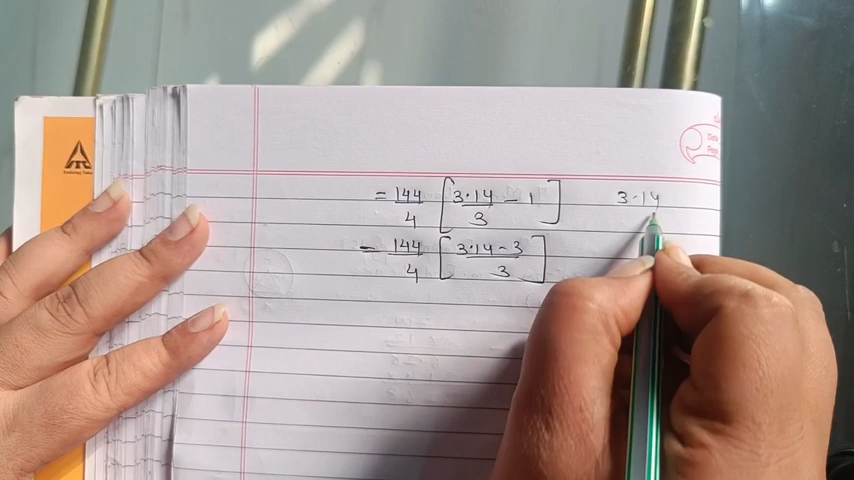 = 144/4 [3.14/3 - 1]
3.14
- 144/4 [3.14 - 3/3]